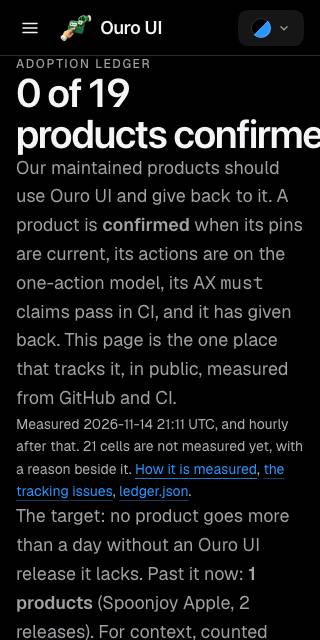 Ouro UI
ADOPTION LEDGER
0 of 19
products confirme
Our maintained products should
use Ouro UI and give back to it. A
product is confirmed when its pins
are current, its actions are on the
one-action model, its AX must
claims pass in CI, and it has given
back. This page is the one place
that tracks it, in public, measured
from GitHub and CI.
Measured 2026-11-14 21:11 UTC, and hourly
after that. 21 cells are not measured yet, with
a reason beside it. How it is measured, the
tracking issues, ledger.json.
The target: no product goes more
than a day without an Ouro UI
release it lacks. Past it now: 1
products (Spoonjoy Apple, 2
releases). For context, counted